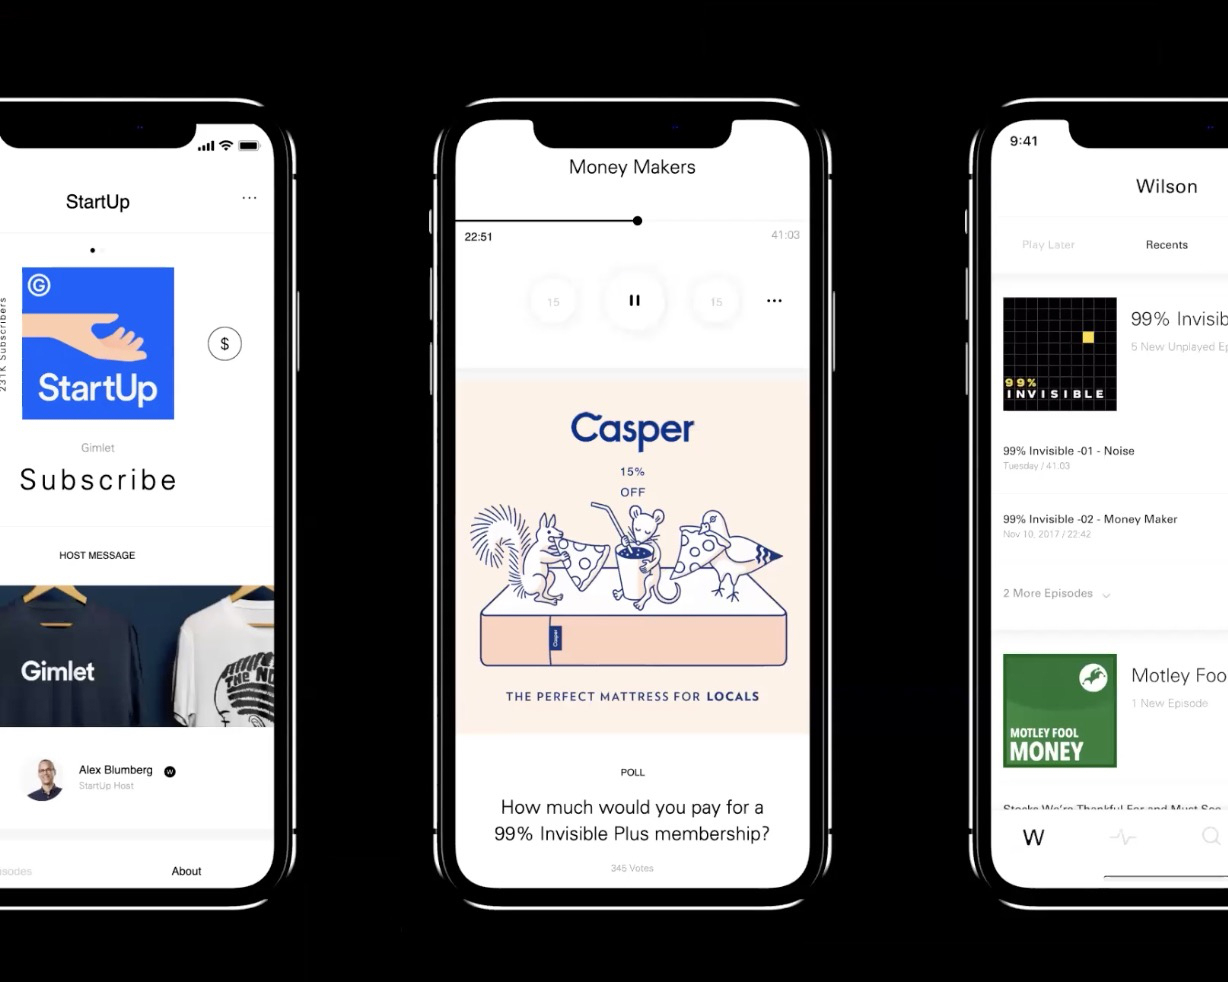 StartUp
...
231K Subscribers
G
StartUp
$
Gimlet
Subscribe
HOST MESSAGE
Gimlet
Alex Blumberg W
StartUp Host
isodes
About
Money Makers
22:51
41:03
15
15
...
Casper
15%
OFF
Casper
THE PERFECT MATTRESS FOR LOCALS
POLL
How much would you pay for a
99% Invisible Plus membership?
345 Votes
9:41
Wilson
Play Later
Recents
99%
INVISIBLE
99% Invisib
5 New Unplayed Ep
99% Invisible -01 - Noise
Tuesday / 41.03
99% Invisible -02 - Money Maker
Nov 10, 2017 / 22:42
2 More Episodes
MOTLEY FOOL
MONEY
Motley Foo
1 New Episode
Stocks We're Thankful For and Must See
W